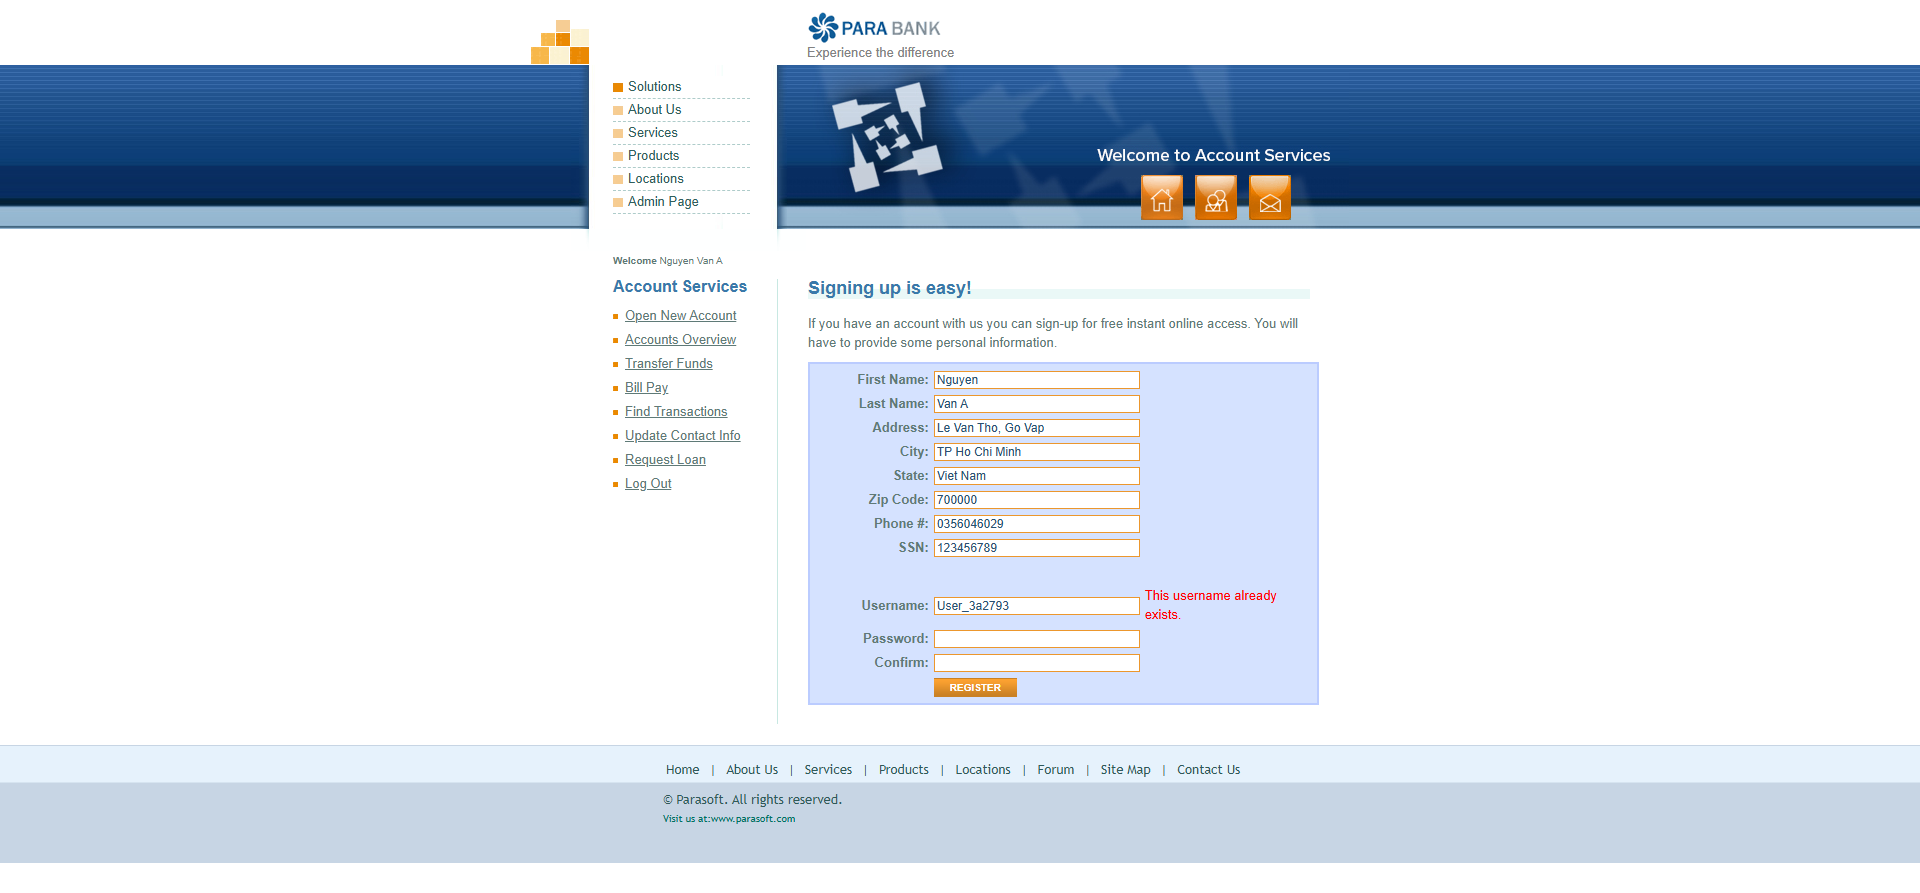 PARA BANK
Experience the difference
Solutions
About Us
Services
Products
Locations
Admin Page
Welcome to Account Services
Welcome Nguyen Van A
Account Services
Open New Account
Accounts Overview
Transfer Funds
Bill Pay
Find Transactions
Update Contact Info
Request Loan
Log Out
Signing up is easy!
If you have an account with us you can sign-up for free instant online access. You will
have to provide some personal information.
First Name: Nguyen
Last Name: Van A
Address: Le Van Tho, Go Vap
City: TP Ho Chi Minh
State: Viet Nam
Zip Code: 700000
Phone #: 0356046029
SSN: 123456789
Username: User_3a2793 This username already
exists.
Password:
Confirm:
REGISTER
Home | About Us | Services | Products | Locations | Forum | Site Map | Contact Us
© Parasoft. All rights reserved.
Visit us at:www.parasoft.com